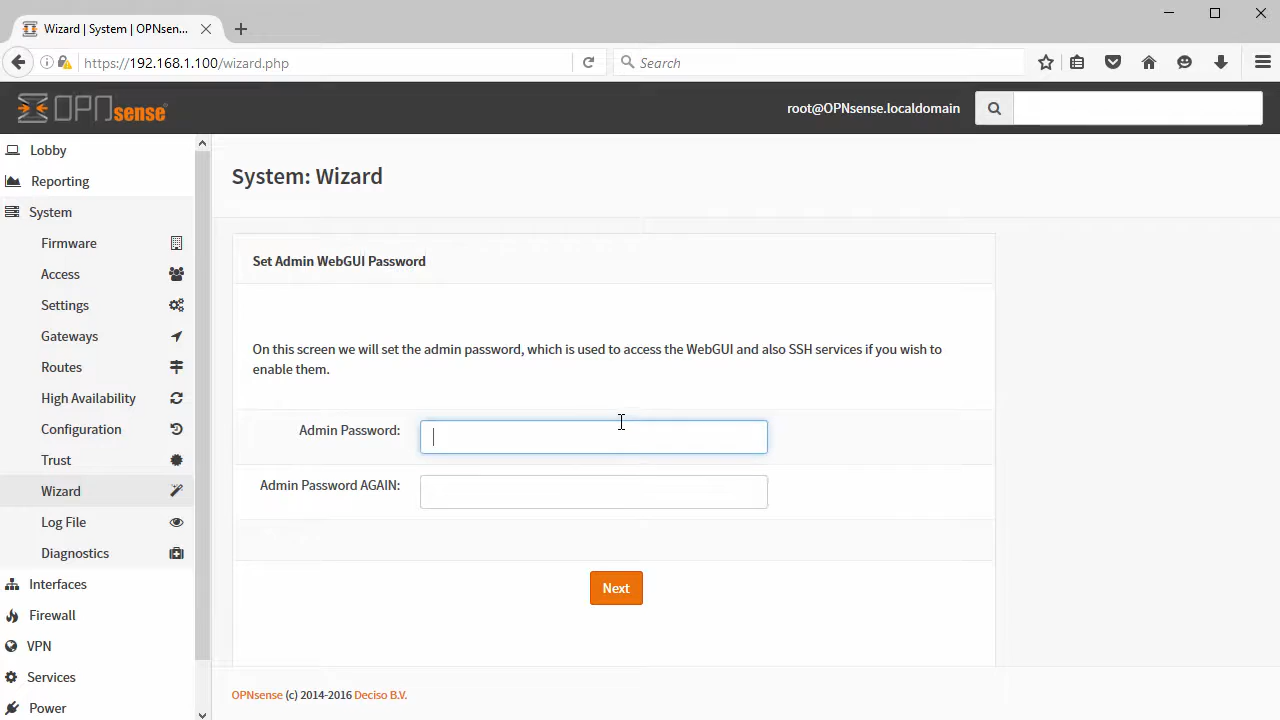 Wizard | System | OPNsen...
https://192.168.1.100/wizard.php
Search
OPNsense
root@OPNsense.localdomain
Lobby
Reporting
System
Firmware
Access
Settings
Gateways
Routes
High Availability
Configuration
Trust
Wizard
Log File
Diagnostics
Interfaces
Firewall
VPN
Services
Power
System: Wizard
Set Admin WebGUI Password
On this screen we will set the admin password, which is used to access the WebGUI and also SSH services if you wish to
enable them.
Admin Password:
Admin Password AGAIN:
Next
OPNsense (c) 2014-2016 Deciso B.V.